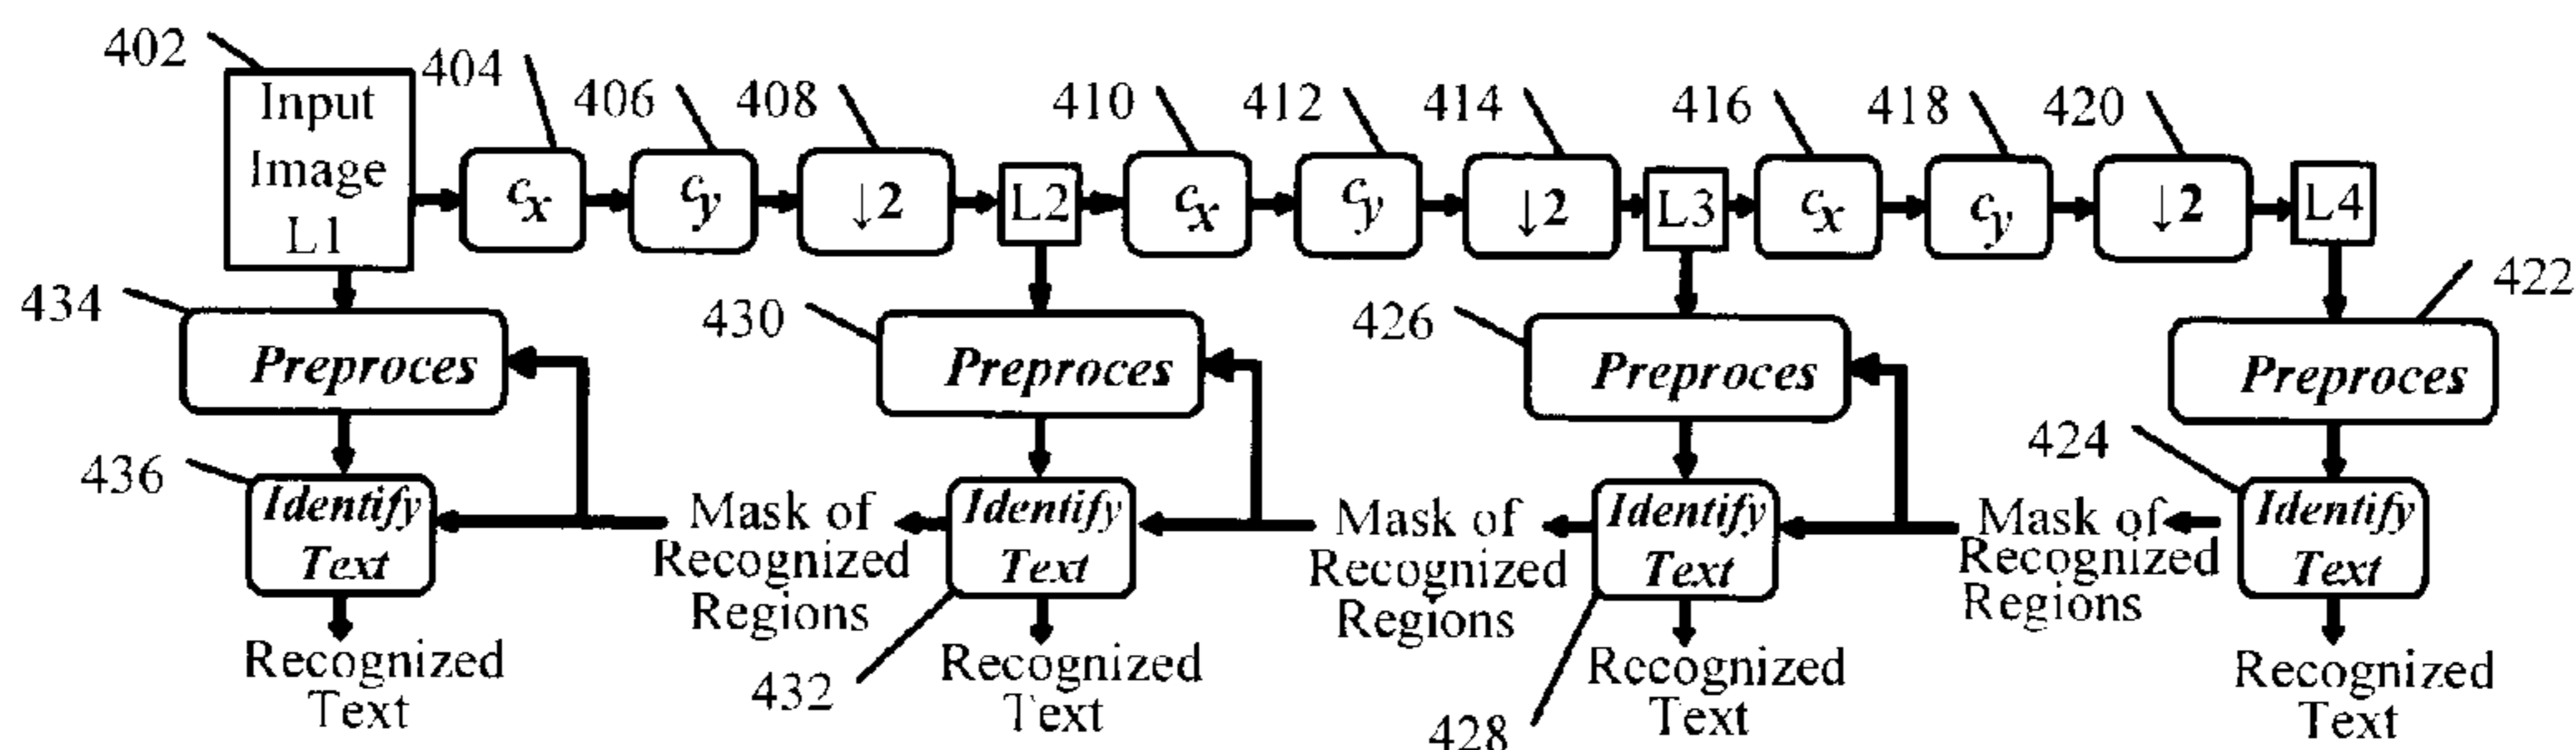 402
404
406
408
410
412
414
416
418
420
Input
Image
L1
cx
cy
↓2
L2
cx
cy
↓2
L3
cx
cy
↓2
L4
434
430
426
422
Preproces
Preproces
Preproces
Preproces
436
424
Identify
Text
Mask of
Recognized
Regions
Identify
Text
Mask of
Recognized
Regions
Identify
Text
Mask of
Recognized
Regions
Identify
Text
432
428
Recognized
Text
Recognized
Text
Recognized
Text
Recognized
Text